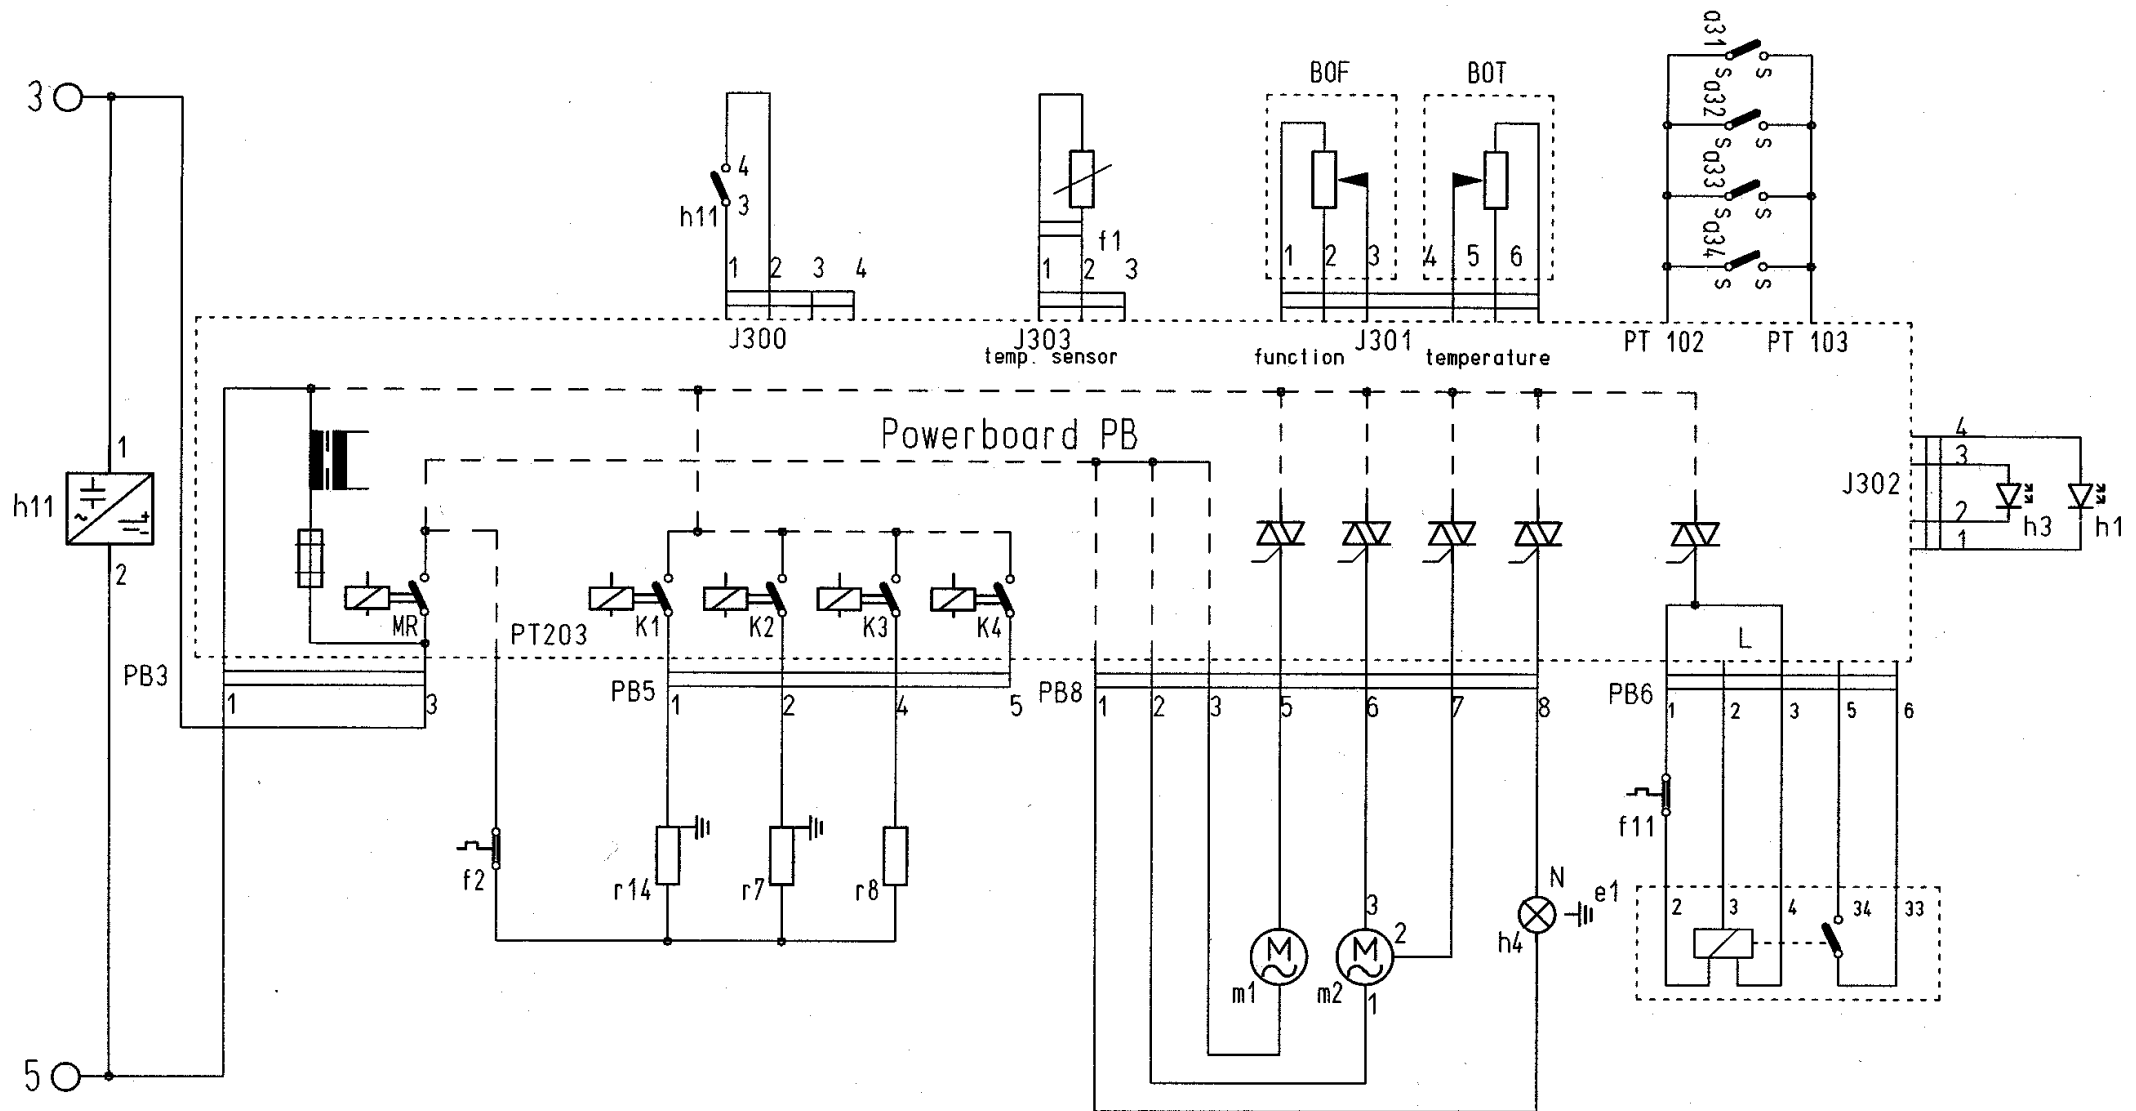 a31
S S
a32
S S
a33
S S
a34
S S
BOF BOT
3
4
3
h11
1 2 3 4
f1
1 2 3
1 2 3 4 5 6
J300
J303
temp. sensor
J301
function temperature
PT 102 PT 103
Powerboard PB
1
h11
2
4
3
J302
2
1
h3 h1
MR
PT203
K1 K2 K3 K4
L
PB3
1 3
PB5
1 2 4 5
PB8
1 2 3 5 6 7 8
PB6
1 2 3 5 6
f11
f2
r14 r7 r8
N
e1
h4
2 3 4 34 33
3
2
1
M M
m1 m2
5